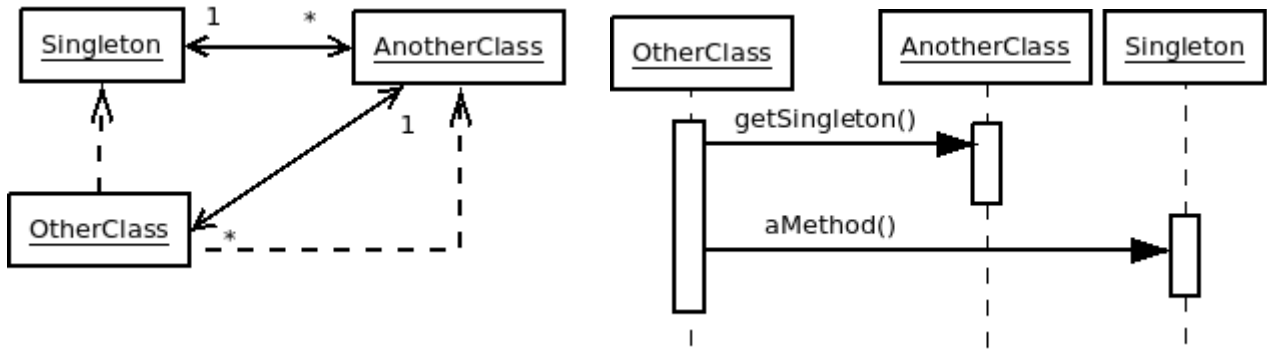 Singleton
1
*
AnotherClass
1
OtherClass
*
OtherClass
AnotherClass
Singleton
getSingleton()
aMethod()